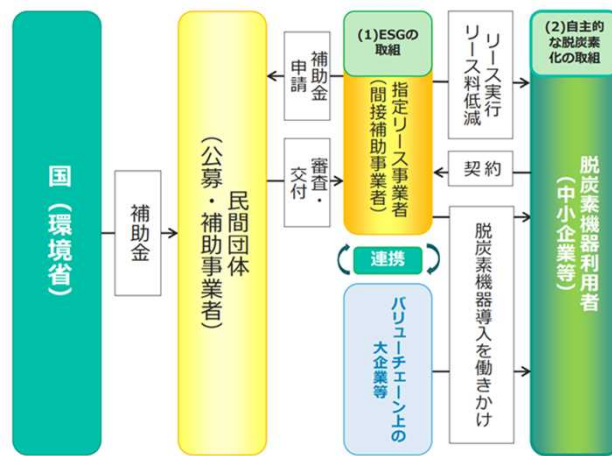 国（環境省）
補助金
民間団体
（公募・補助事業者）
補助金
申請
審査・
交付
(1)ESGの
取組
指定リース事業者
（間接補助事業者）
連携
バリューチェーン上の
大企業等
リース実行
リース料低減
契約
脱炭素機器導入を働きかけ
(2)自主的
な脱炭素
化の取組
脱炭素機器利用者
（中小企業等）